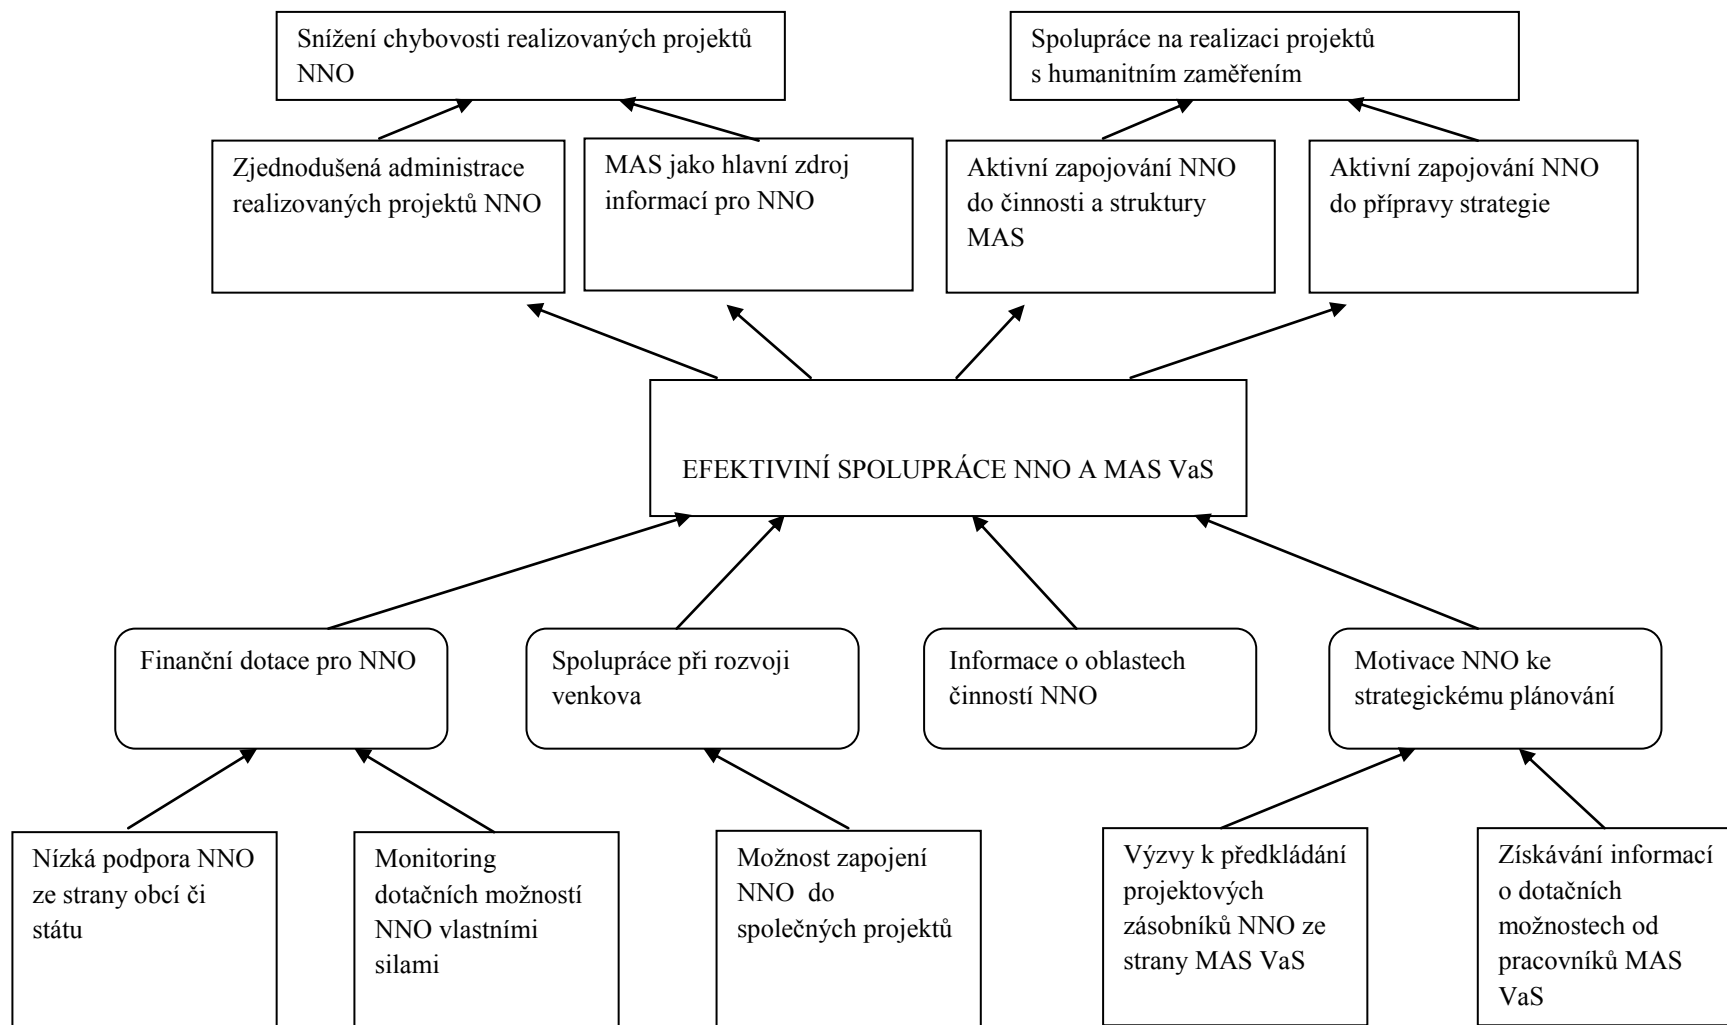 Snížení chybovosti realizovaných projektů
NNO
Spolupráce na realizaci projektů
s humanitním zaměřením
Zjednodušená administrace
realizovaných projektů NNO
MAS jako hlavní zdroj
informací pro NNO
Aktivní zapojování NNO
do činnosti a struktury
MAS
Aktivní zapojování NNO
do přípravy strategie
EFEKTIVINÍ SPOLUPRÁCE NNO A MAS VaS
Finanční dotace pro NNO
Spolupráce při rozvoji
venkova
Informace o oblastech
činností NNO
Motivace NNO ke
strategickému plánování
Nízká podpora NNO
ze strany obcí či
státu
Monitoring
dotačních možností
NNO vlastními
silami
Možnost zapojení
NNO  do
společných projektů
Výzvy k předkládání
projektových
zásobníků NNO ze
strany MAS VaS
Získávání informací
o dotačních
možnostech od
pracovníků MAS
VaS